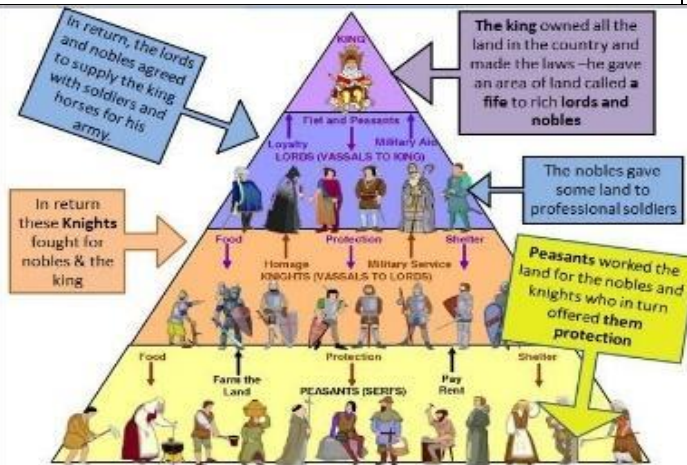 In return, the lords
and nobles agreed
to supply the king
with soldiers and
horses for his
army.
The king owned all the
land in the country and
made the laws –he gave
an area of land called a
fife to rich lords and
nobles
KING
Fief and Peasants
Loyalty
Military Aid
LORDS (VASSALS TO KING)
The nobles gave
some land to
professional soldiers
In return
these Knights
fought for
nobles & the
king
Food Protection Shelter
Homage Military Service
KNIGHTS (VASSALS TO LORDS)
Peasants worked the
land for the nobles and
knights who in turn
offered them
protection
Food Protection Shelter
Farm the
Land
PEASANTS (SERFS)
Pay
Rent